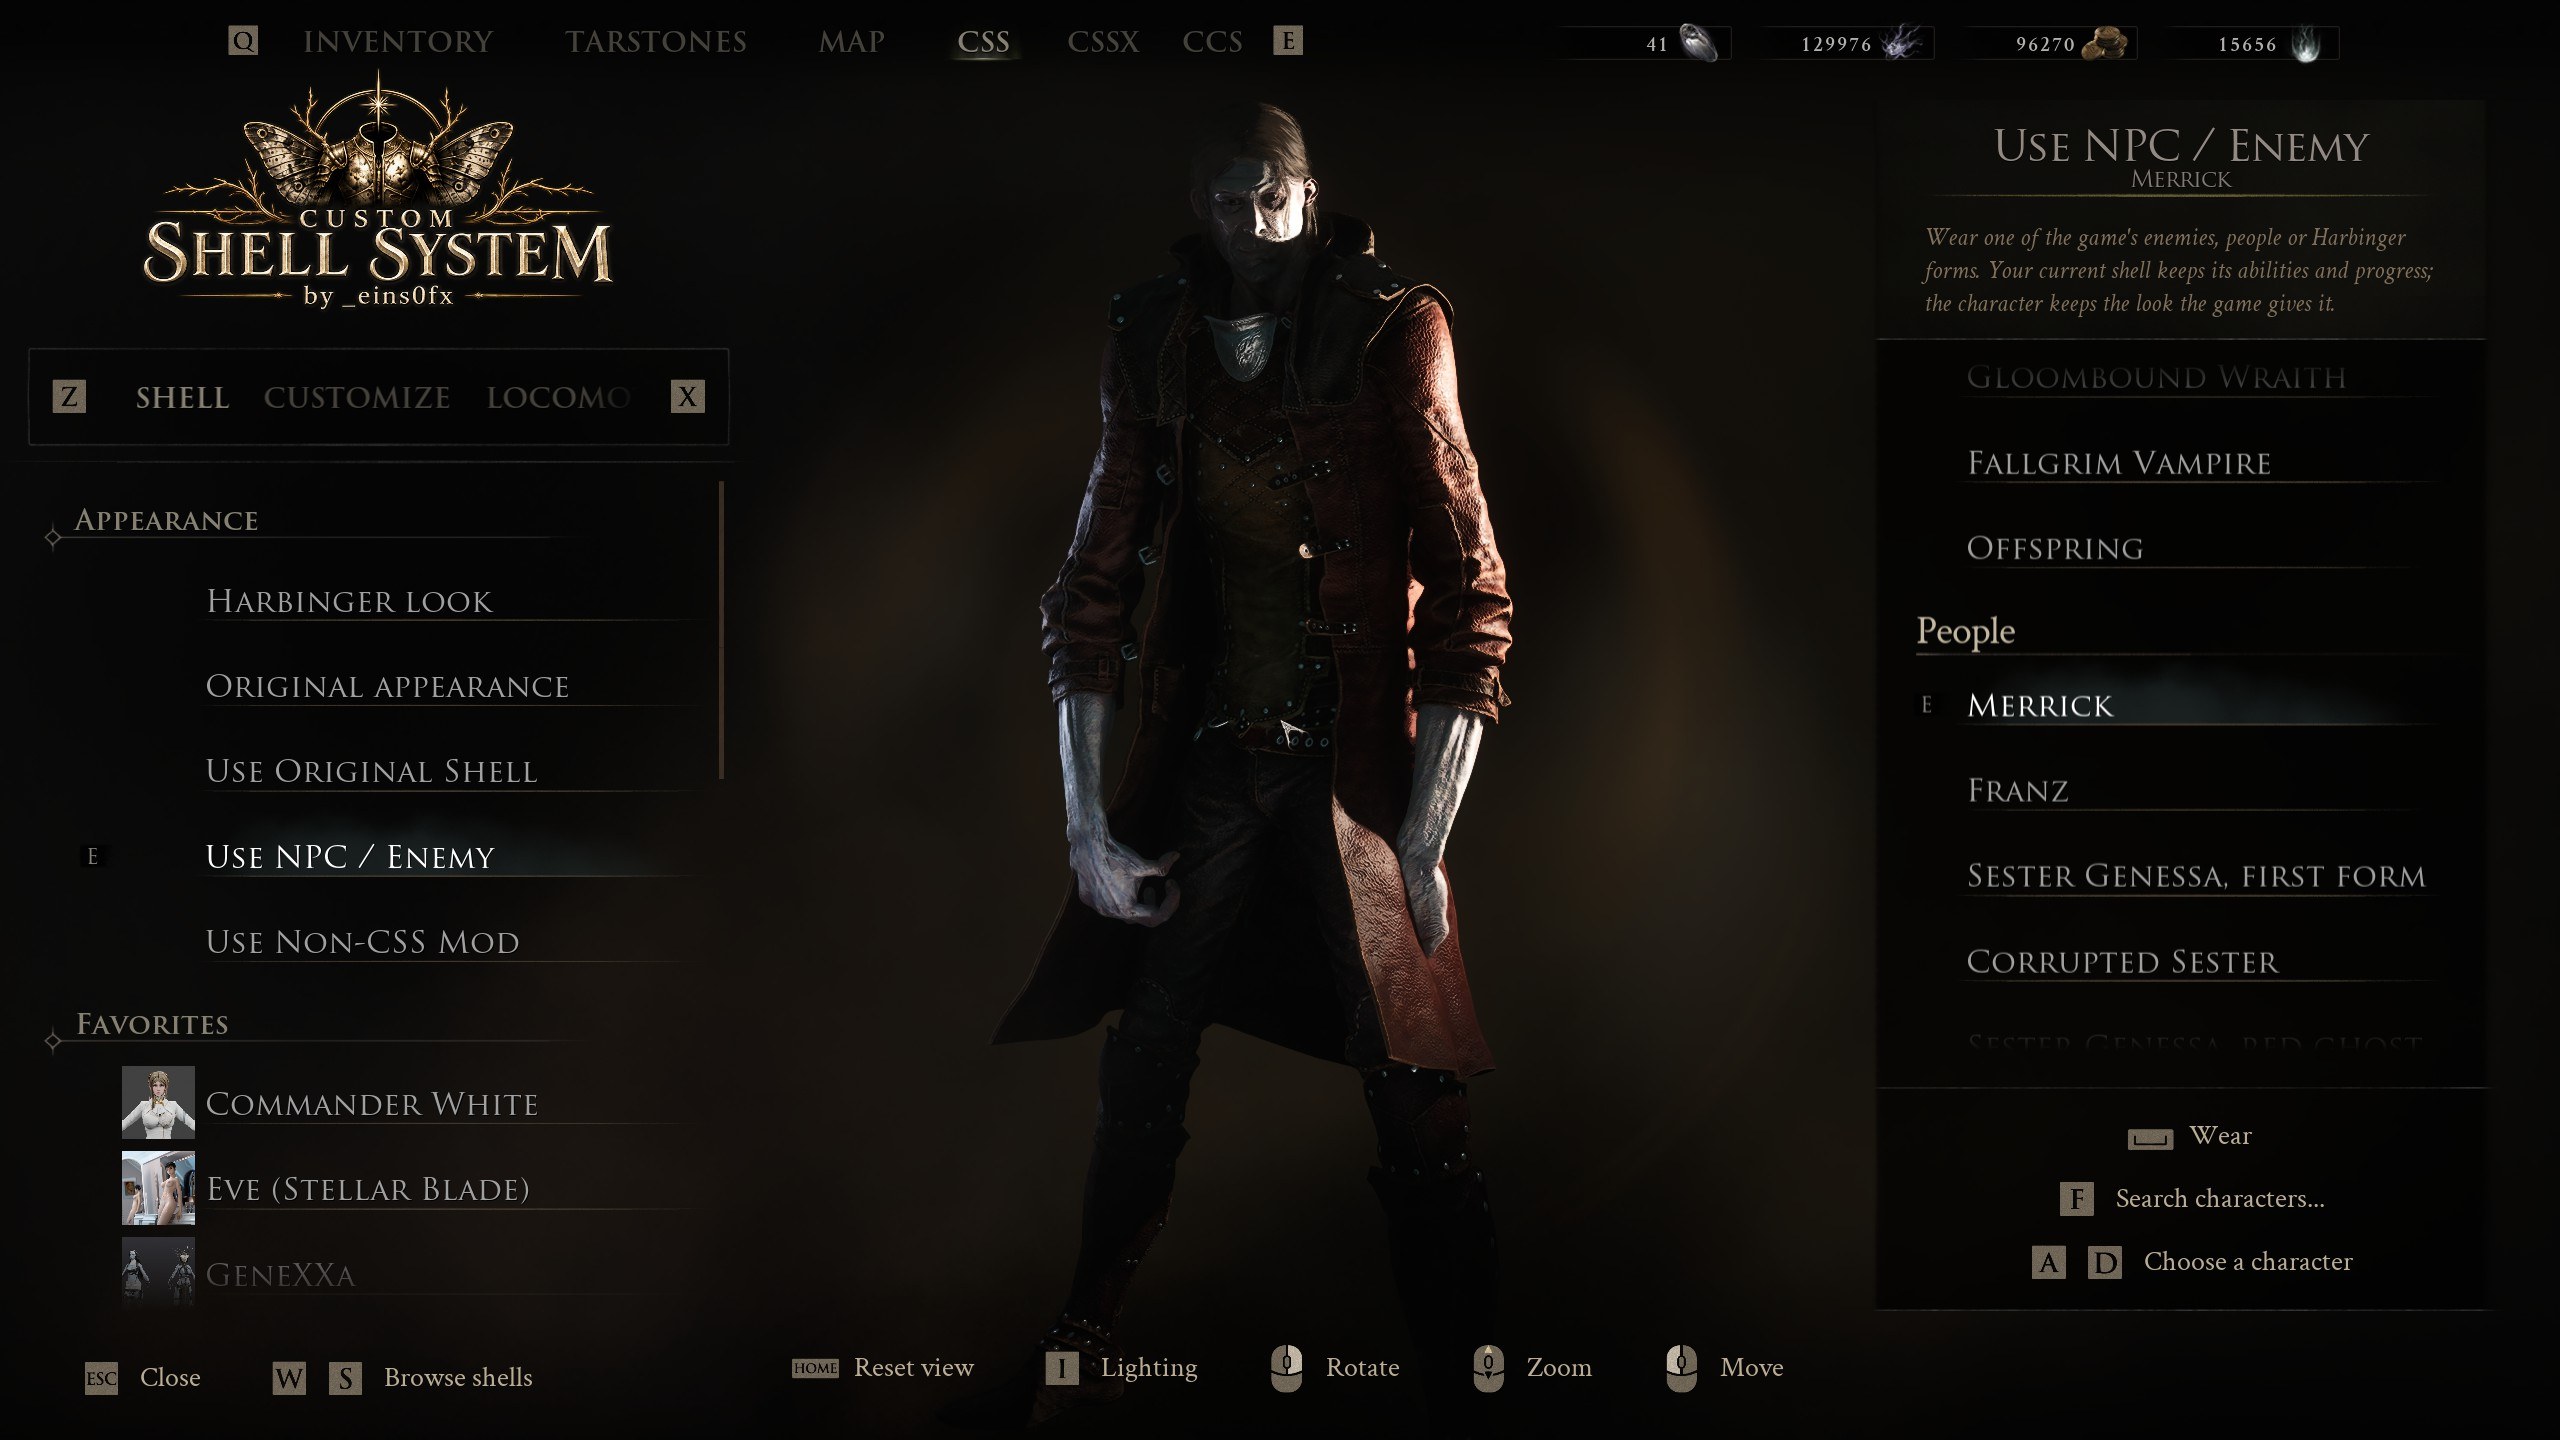 Q INVENTORY TARSTONES MAP CSS CSSX CCS E
41 129976 96270 15656
CUSTOM
SHELL SYSTEM
by _eins0fx
Z SHELL CUSTOMIZE LOCOMO X
APPEARANCE
HARBINGER LOOK
ORIGINAL APPEARANCE
USE ORIGINAL SHELL
E USE NPC / ENEMY
USE NON-CSS MOD
FAVORITES
COMMANDER WHITE
EVE (STELLAR BLADE)
GENEXXA
ESC Close W S Browse shells
HOME Reset view I Lighting Rotate Zoom Move
USE NPC / ENEMY
MERRICK
Wear one of the game's enemies, people or Harbinger
forms. Your current shell keeps its abilities and progress;
the character keeps the look the game gives it.
GLOOMBOUND WRAITH
FALLGRIM VAMPIRE
OFFSPRING
People
E MERRICK
FRANZ
SESTER GENESSA, FIRST FORM
CORRUPTED SESTER
SESTER GENESSA, RED GHOST
Wear
F Search characters...
A D Choose a character